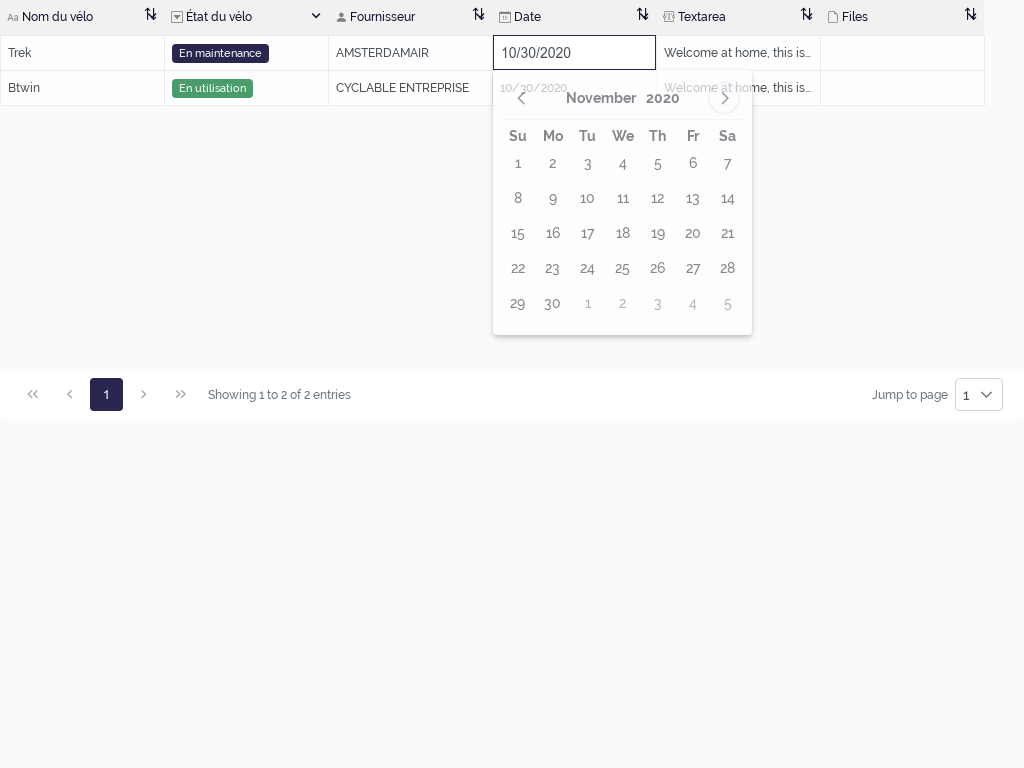 Aa Nom du vélo État du vélo Fournisseur Date Textarea Files
Trek En maintenance AMSTERDAMAIR 10/30/2020 Welcome at home, this is...
Btwin En utilisation CYCLABLE ENTREPRISE 10/30/2020 Welcome at home, this is...
November 2020
Su Mo Tu We Th Fr Sa
1 2 3 4 5 6 7
8 9 10 11 12 13 14
15 16 17 18 19 20 21
22 23 24 25 26 27 28
29 30 1 2 3 4 5
1 Showing 1 to 2 of 2 entries Jump to page 1